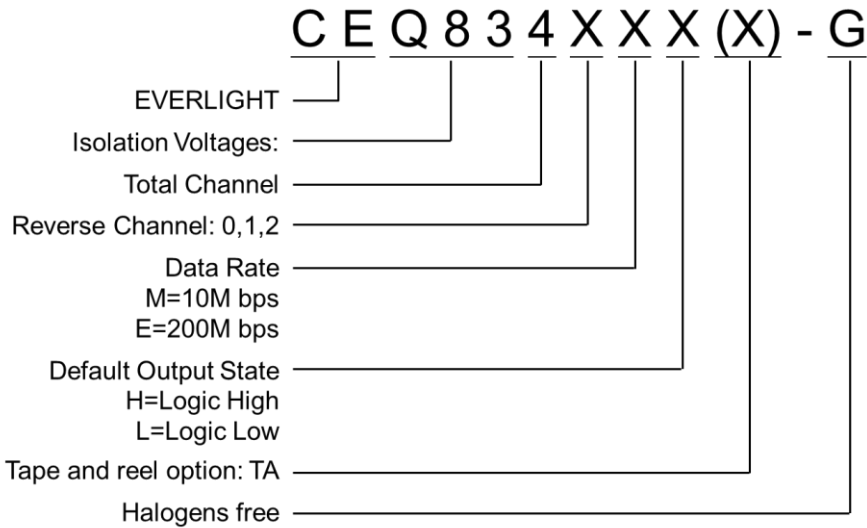 C E Q 8 3 4 X X X (X) - G
EVERLIGHT
Isolation Voltages:
Total Channel
Reverse Channel: 0,1,2
Data Rate
M=10M bps
E=200M bps
Default Output State
H=Logic High
L=Logic Low
Tape and reel option: TA
Halogens free